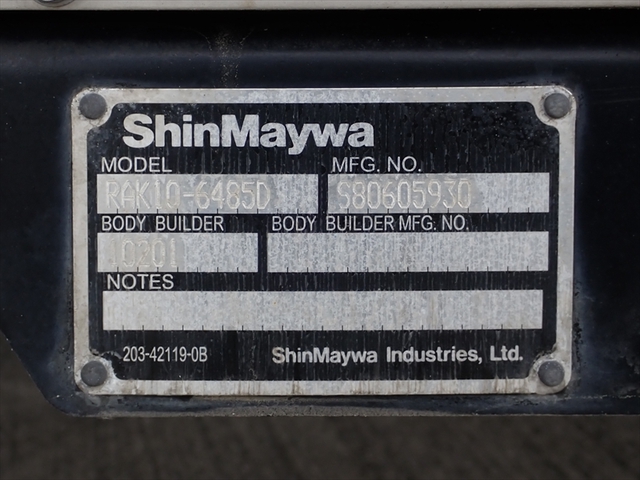 ShinMaywa
MODEL MFG. NO.
RAK10-6485D S80605930
BODY BUILDER BODY BUILDER MFG. NO.
10201
NOTES
203-42119-0B ShinMaywa Industries, Ltd.